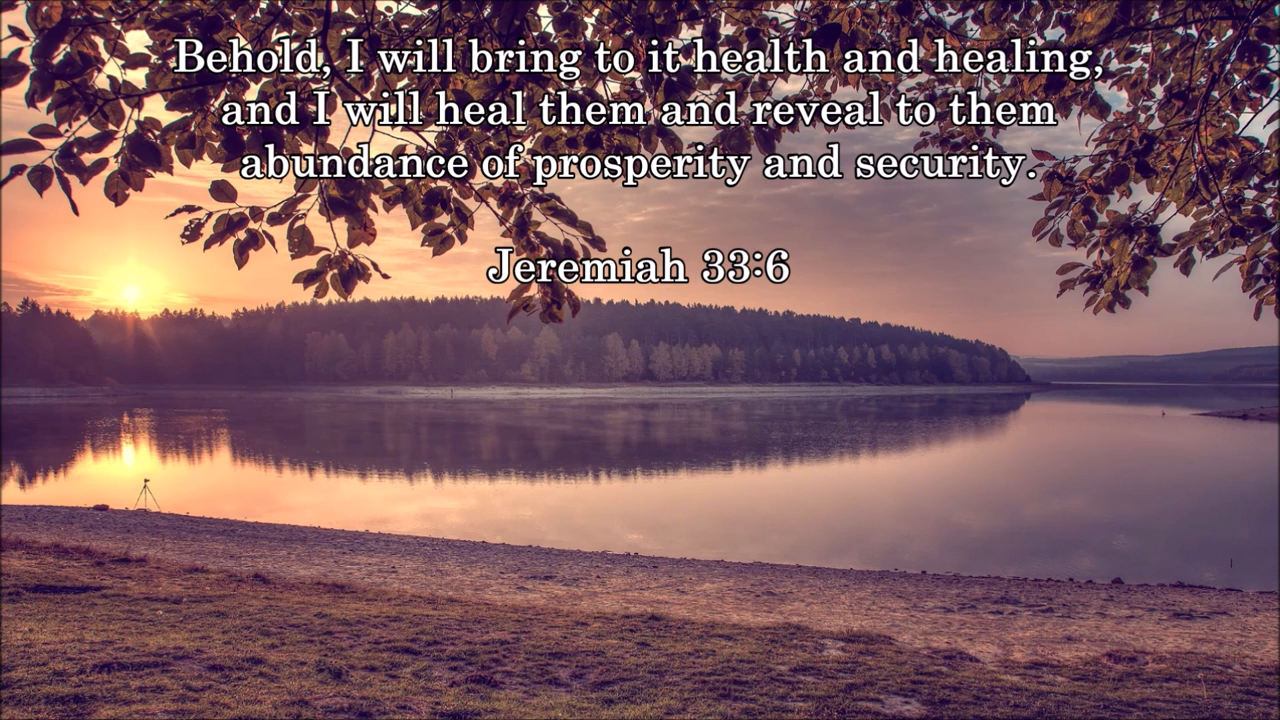 Behold, I will bring to it health and healing,
and I will heal them and reveal to them
abundance of prosperity and security.
Jeremiah 33:6